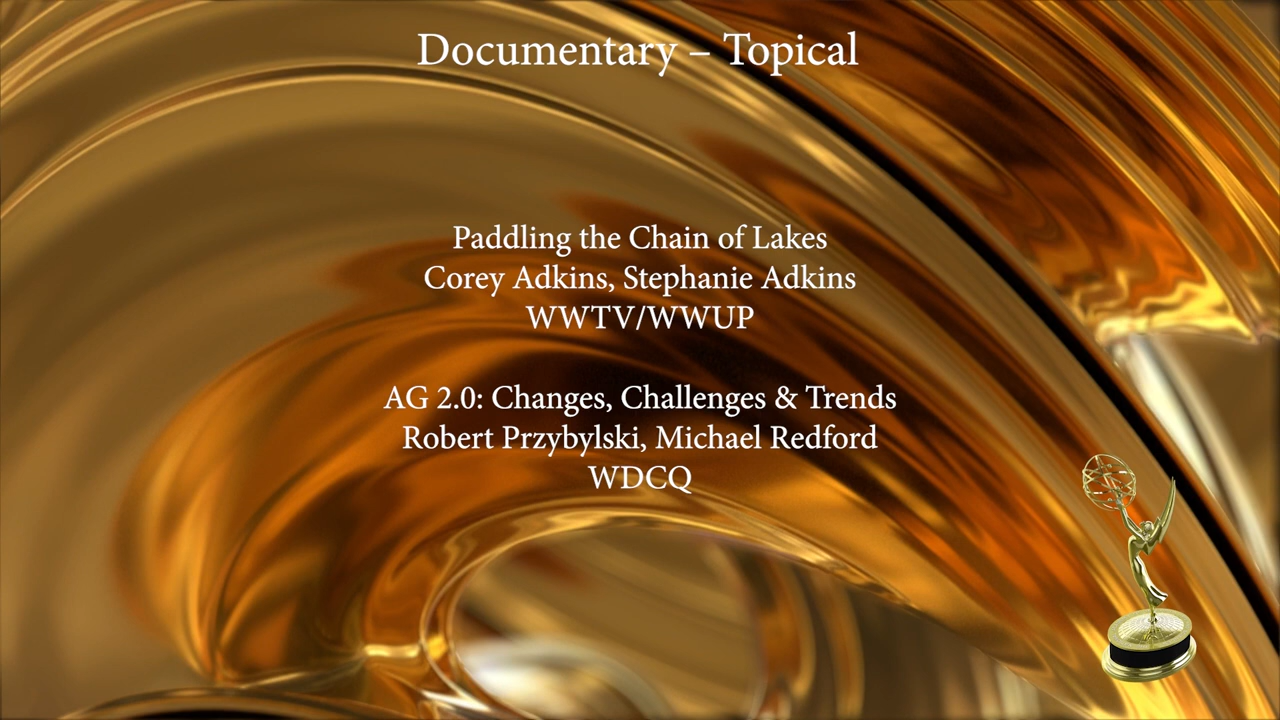 Documentary – Topical
Paddling the Chain of Lakes
Corey Adkins, Stephanie Adkins
WWTV/WWUP
AG 2.0: Changes, Challenges & Trends
Robert Przybylski, Michael Redford
WDCQ